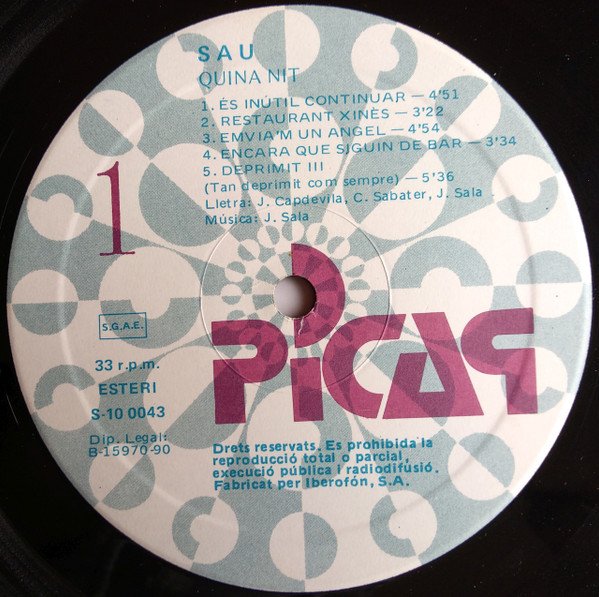 SAU
QUINA NIT
1. ÉS INÚTIL CONTINUAR — 4'51
2. RESTAURANT XINÈS — 3'22
3. EMVIA'M UN ANGEL — 4'54
4. ENCARA QUE SIGUIN DE BAR — 3'34
5. DEPRIMIT III
(Tan deprimit com sempre) — 5'36
Lletra: J. Capdevila, C. Sabater, J. Sala
Música: J. Sala
1
PICAP
S.G.A.E.
33 r.p.m.
ESTERI
S-10 0043
Dip. Legal:
B-15970-90
Drets reservats. Es prohibida la
reproducció total o parcial,
execució pública i radiodifusió.
Fabricat per Iberofón, S.A.